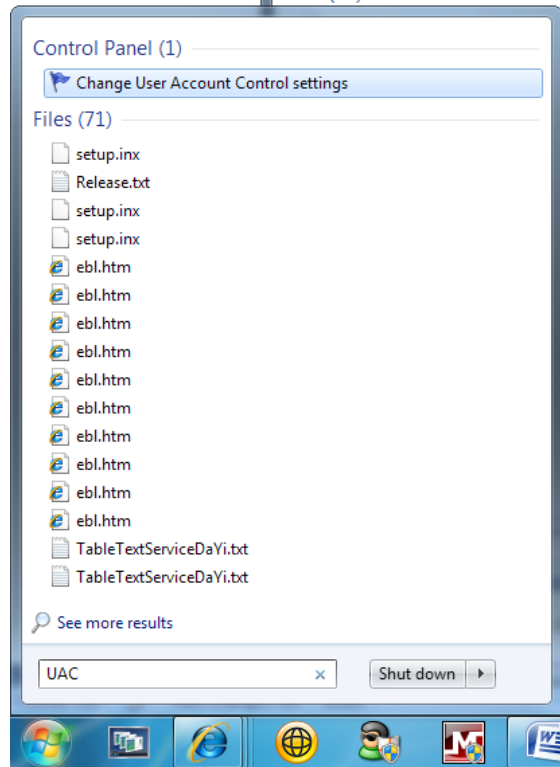 Control Panel (1)
Change User Account Control settings
Files (71)
setup.inx
Release.txt
setup.inx
setup.inx
ebl.htm
ebl.htm
ebl.htm
ebl.htm
ebl.htm
ebl.htm
ebl.htm
ebl.htm
ebl.htm
ebl.htm
TableTextServiceDaYi.txt
TableTextServiceDaYi.txt
See more results
UAC
Shut down